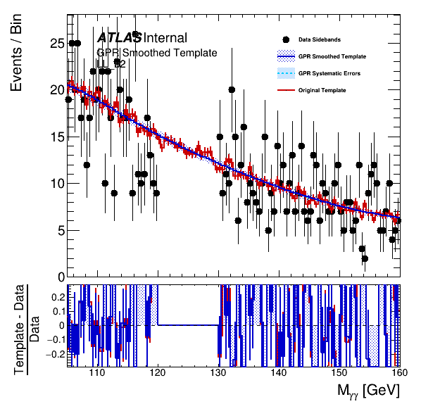 ATLAS Internal
GPR Smoothed Template
Data Sidebands
GPR Smoothed Template
GPR Systematic Errors
Original Template
Events / Bin
25
20
15
10
5
0
Template - Data
Data
0.2
0.1
0
−0.1
−0.2
110 120 130 140 150 160
Mγγ [GeV]